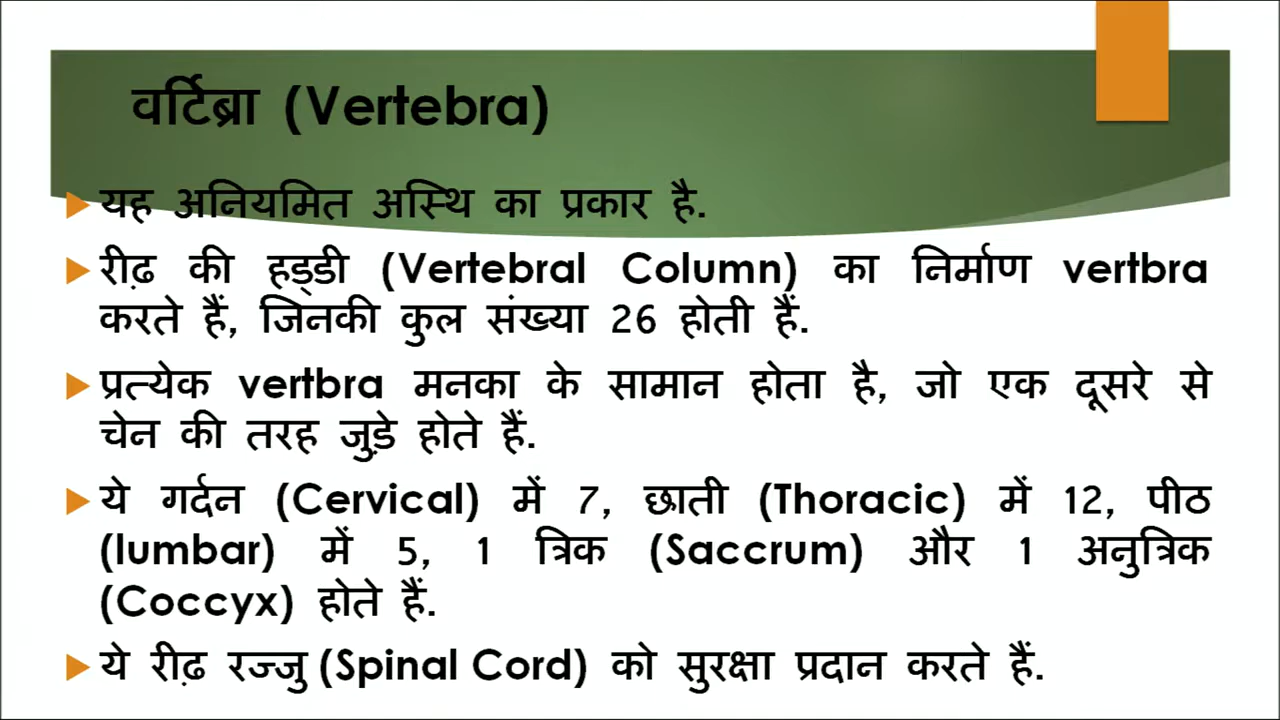 वर्टिब्रा (Vertebra)
यह अनियमित अस्थि का प्रकार है.
रीढ़ की हड्डी (Vertebral Column) का निर्माण vertbra
करते हैं, जिनकी कुल संख्या 26 होती हैं.
प्रत्येक vertbra मनका के सामान होता है, जो एक दूसरे से
चेन की तरह जुड़े होते हैं.
ये गर्दन (Cervical) में 7, छाती (Thoracic) में 12, पीठ
(lumbar) में 5, 1 त्रिक (Saccrum) और 1 अनुत्रिक
(Coccyx) होते हैं.
ये रीढ़ रज्जु (Spinal Cord) को सुरक्षा प्रदान करते हैं.